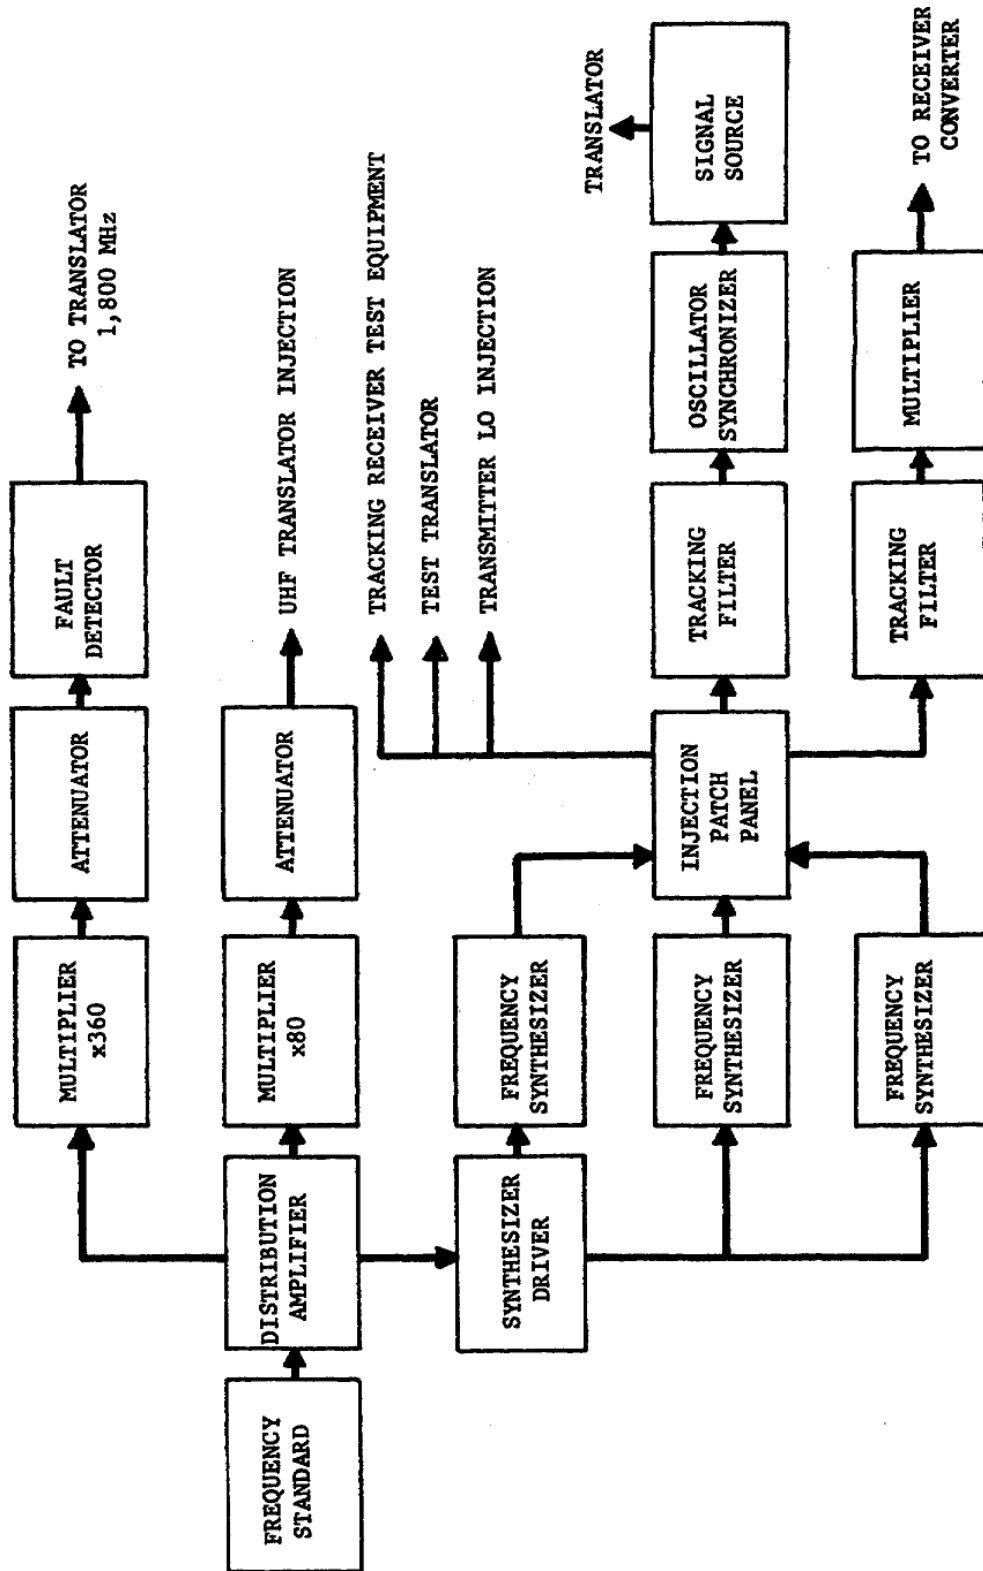 FREQUENCY
STANDARD
DISTRIBUTION
AMPLIFIER
MULTIPLIER
x360
ATTENUATOR
FAULT
DETECTOR
TO TRANSLATOR
1,800 MHz
MULTIPLIER
x80
ATTENUATOR
UHF TRANSLATOR INJECTION
TRACKING RECEIVER TEST EQUIPMENT
TEST TRANSLATOR
TRANSMITTER LO INJECTION
SYNTHESIZER
DRIVER
FREQUENCY
SYNTHESIZER
FREQUENCY
SYNTHESIZER
FREQUENCY
SYNTHESIZER
INJECTION
PATCH
PANEL
TRACKING
FILTER
OSCILLATOR
SYNCHRONIZER
SIGNAL
SOURCE
TRANSLATOR
TRACKING
FILTER
MULTIPLIER
TO RECEIVER
CONVERTER